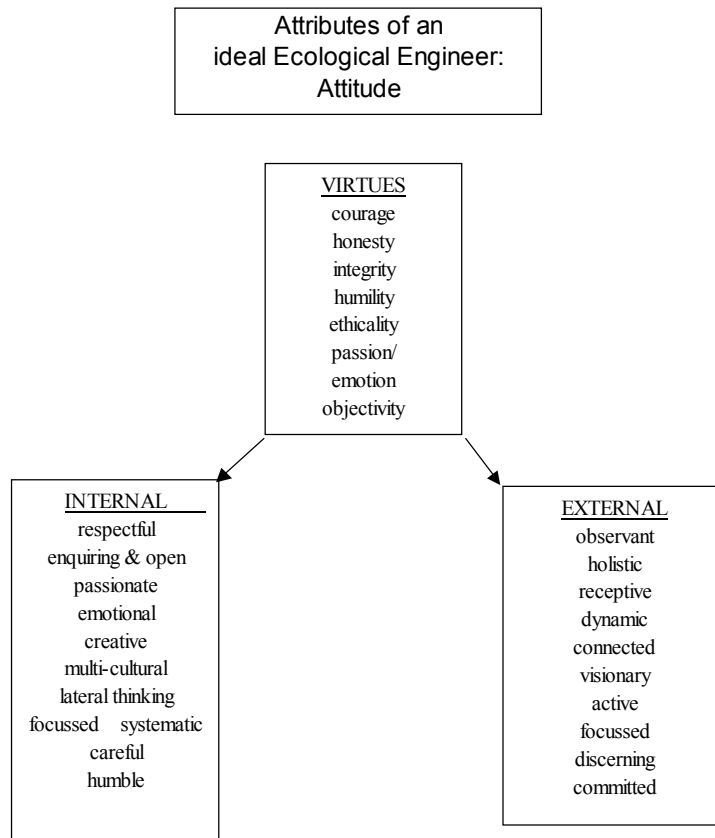 Attributes of an
ideal Ecological Engineer:
Attitude
VIRTUES
courage
honesty
integrity
humility
ethicality
passion/
emotion
objectivity
INTERNAL
respectful
enquiring & open
passionate
emotional
creative
multi-cultural
lateral thinking
focussed systematic
careful
humble
EXTERNAL
observant
holistic
receptive
dynamic
connected
visionary
active
focussed
discerning
committed